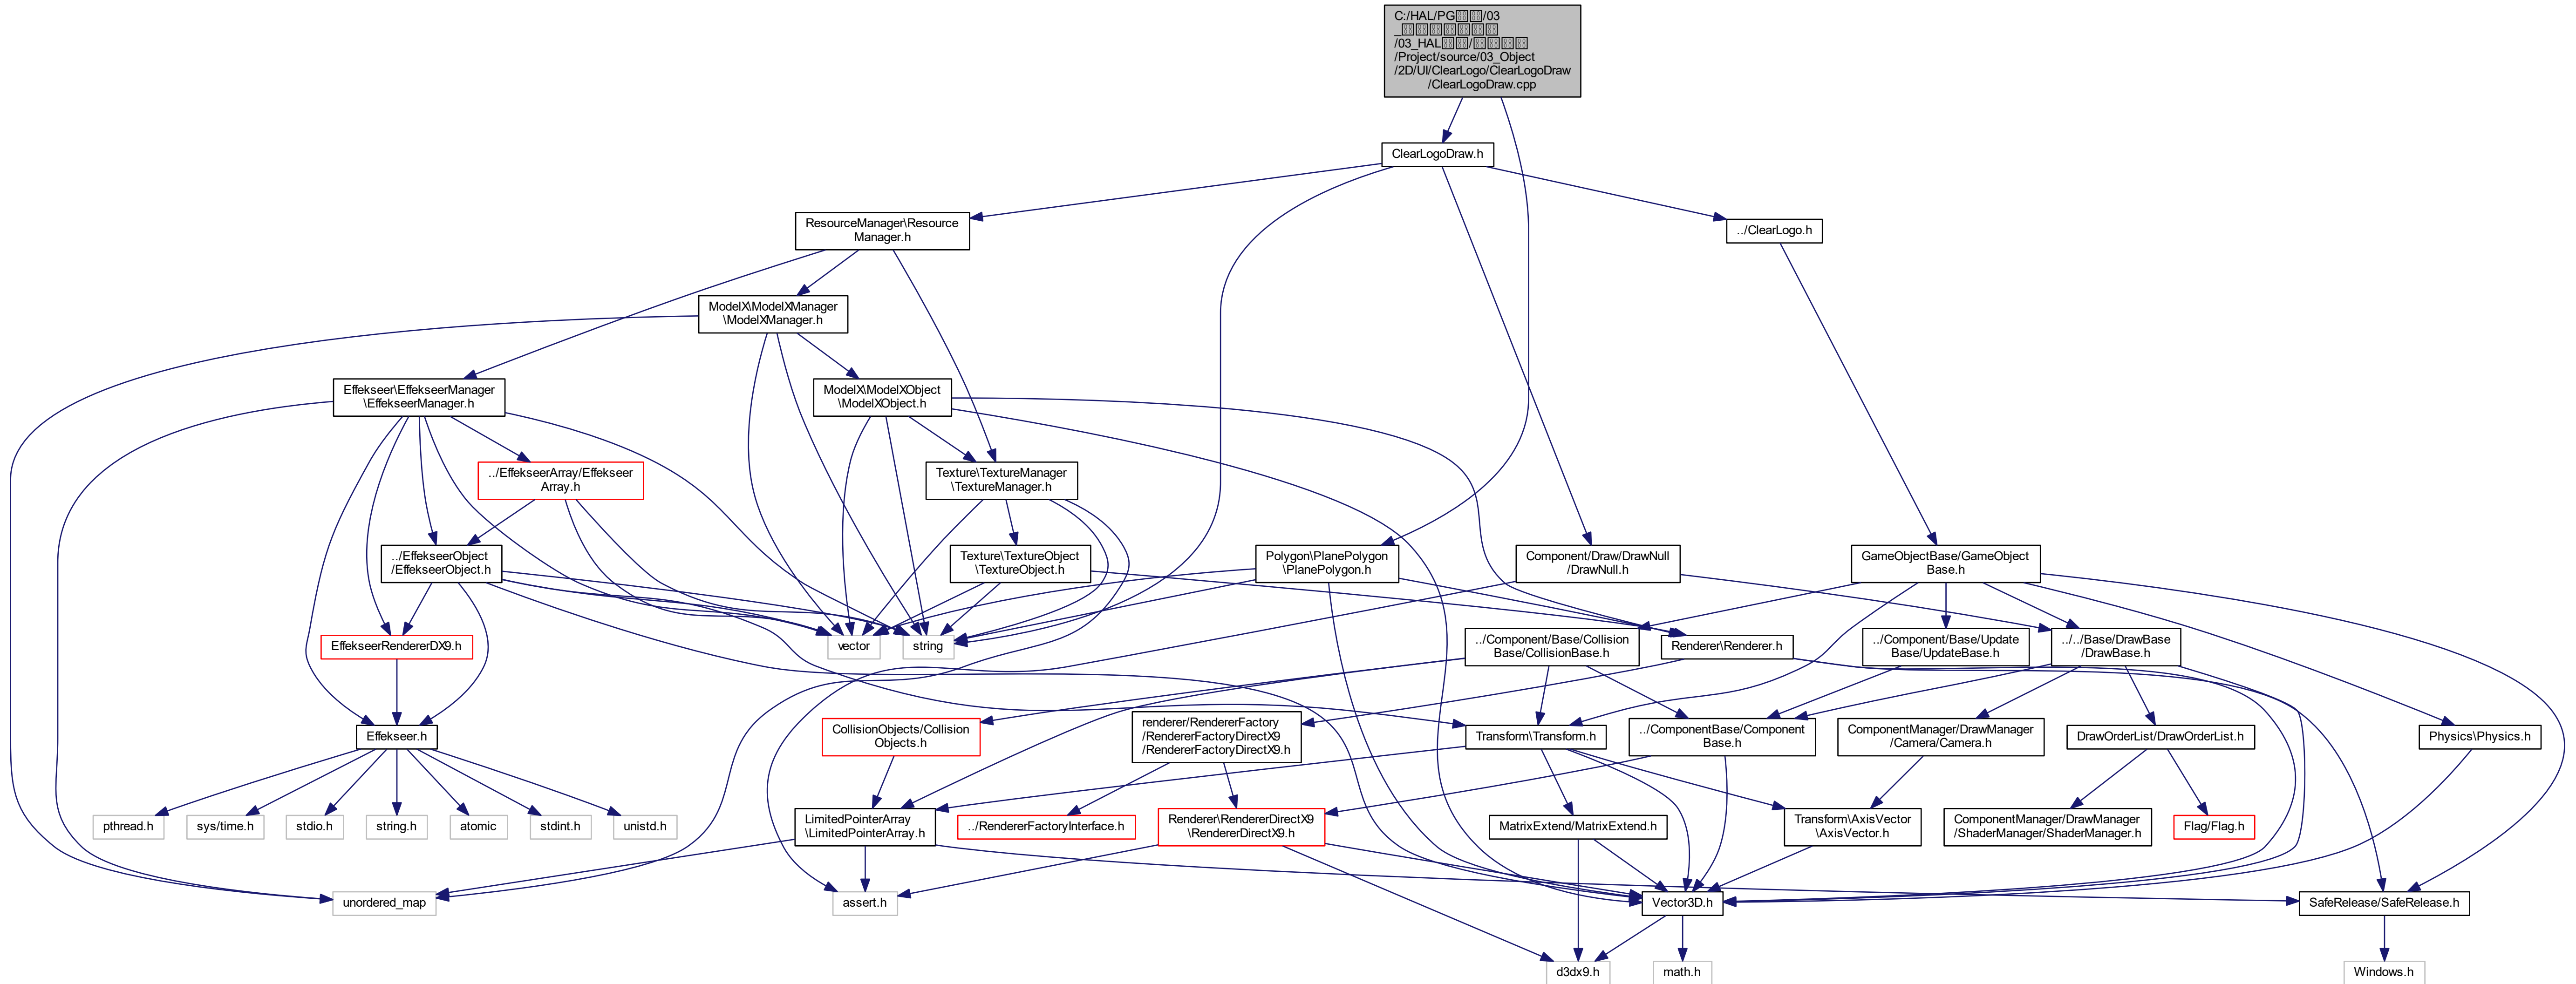 C:/HAL/PG/03
_
/03_HAL/
/Project/source/03_Object
/2D/UI/ClearLogo/ClearLogoDraw
/ClearLogoDraw.cpp
ClearLogoDraw.h
ResourceManager\Resource
Manager.h
../ClearLogo.h
ModelX\ModelXManager
\ModelXManager.h
Effekseer\EffekseerManager
\EffekseerManager.h
ModelX\ModelXObject
\ModelXObject.h
../EffekseerArray/Effekseer
Array.h
Texture\TextureManager
\TextureManager.h
../EffekseerObject
/EffekseerObject.h
Texture\TextureObject
\TextureObject.h
Polygon\PlanePolygon
\PlanePolygon.h
Component/Draw/DrawNull
/DrawNull.h
GameObjectBase/GameObject
Base.h
EffekseerRendererDX9.h
vector
string
../Component/Base/Collision
Base/CollisionBase.h
Renderer\Renderer.h
../Component/Base/Update
Base/UpdateBase.h
../../Base/DrawBase
/DrawBase.h
Effekseer.h
CollisionObjects/Collision
Objects.h
renderer/RendererFactory
/RendererFactoryDirectX9
/RendererFactoryDirectX9.h
Transform\Transform.h
../ComponentBase/Component
Base.h
ComponentManager/DrawManager
/Camera/Camera.h
DrawOrderList/DrawOrderList.h
Physics\Physics.h
pthread.h
sys/time.h
stdio.h
string.h
atomic
stdint.h
unistd.h
LimitedPointerArray
\LimitedPointerArray.h
../RendererFactoryInterface.h
Renderer\RendererDirectX9
\RendererDirectX9.h
MatrixExtend/MatrixExtend.h
Transform\AxisVector
\AxisVector.h
ComponentManager/DrawManager
/ShaderManager/ShaderManager.h
Flag/Flag.h
unordered_map
assert.h
Vector3D.h
SafeRelease/SafeRelease.h
d3dx9.h
math.h
Windows.h